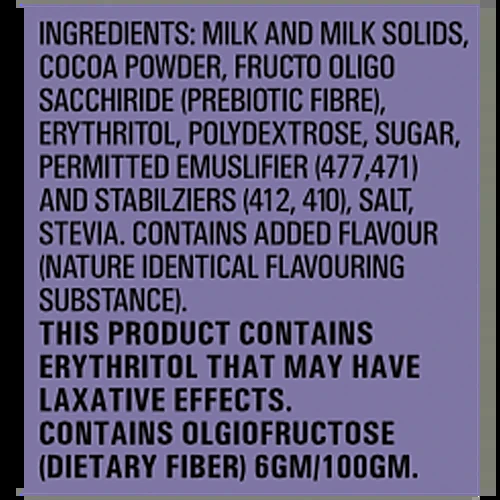 INGREDIENTS: MILK AND MILK SOLIDS,
COCOA POWDER, FRUCTO OLIGO
SACCHIRIDE (PREBIOTIC FIBRE),
ERYTHRITOL, POLYDEXTROSE, SUGAR,
PERMITTED EMUSLIFIER (477,471)
AND STABILZIERS (412, 410), SALT,
STEVIA. CONTAINS ADDED FLAVOUR
(NATURE IDENTICAL FLAVOURING
SUBSTANCE).
THIS PRODUCT CONTAINS
ERYTHRITOL THAT MAY HAVE
LAXATIVE EFFECTS.
CONTAINS OLGIOFRUCTOSE
(DIETARY FIBER) 6GM/100GM.